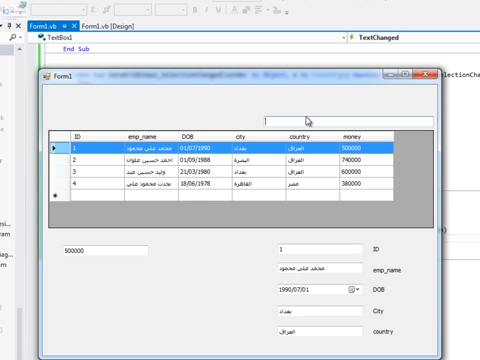 Form1.vb
Form1.vb [Design]
TextBox1
TextChanged
End Sub
Form1
ID emp_name DOB city country money
1 محمد علي محمود 01/07/1990 بغداد العراق 500000
2 احمد حسين علوان 01/09/1988 البصرة العراق 740000
3 وليد حسين عبد 21/03/1980 بغداد العراق 600000
4 تحدت محمود علي 18/06/1978 القاهرة مصر 380000
500000
1 ID
محمد علي محمود emp_name
1990/07/01 DOB
بغداد City
العراق country